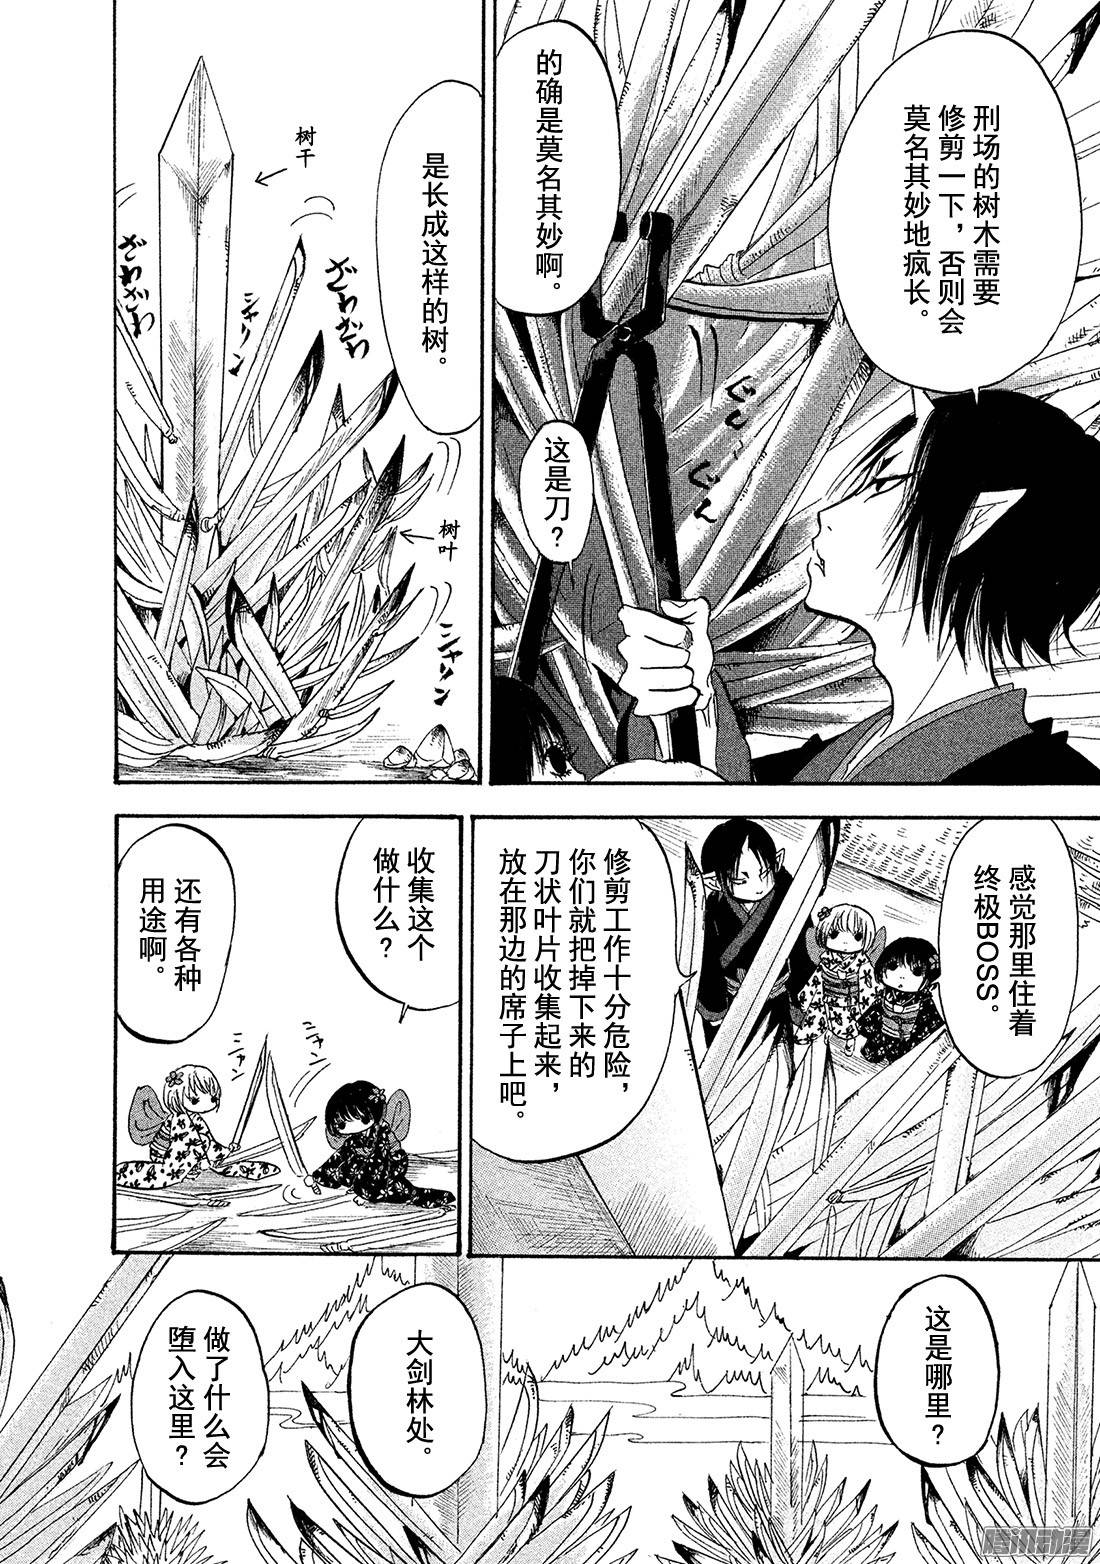 刑场的树木需要
修剪一下，否则会
莫名其妙地疯长。
的确是莫名其妙啊。
じん
じん
这是刀？
是长成这样的树。
树干
树叶
ざわざわ
ざわざわ
シャリン
シャリン
感觉那里住着
终极BOSS。
修剪工作十分危险，
你们就把掉下来的
刀状叶片收集起来，
放在那边的席子上吧。
收集这个
做什么？
还有各种
用途啊。
シャン
シャン
这是哪里？
大剑林处。
做了什么会
堕入这里？
腾讯动漫